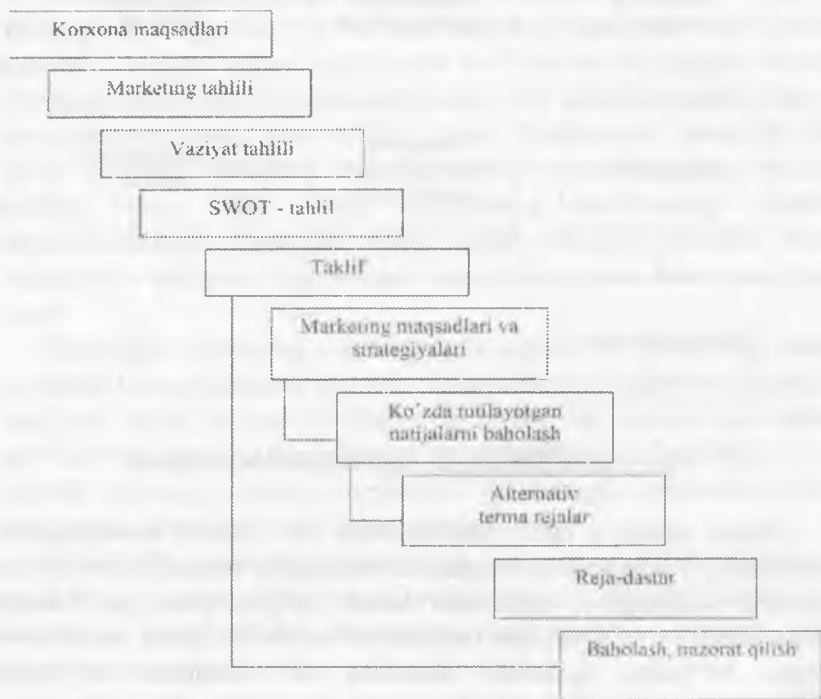 Korxona maqsadlari
Marketing tahlili
Vaziyat tahlili
SWOT - tahlil
Taklif
Marketing maqsadlari va
strategiyalari
Ko'zda tutilayotgan
natijalarni baholash
Alternativ
terma rejalar
Reja-dastar
Baholash, nazorat qilish